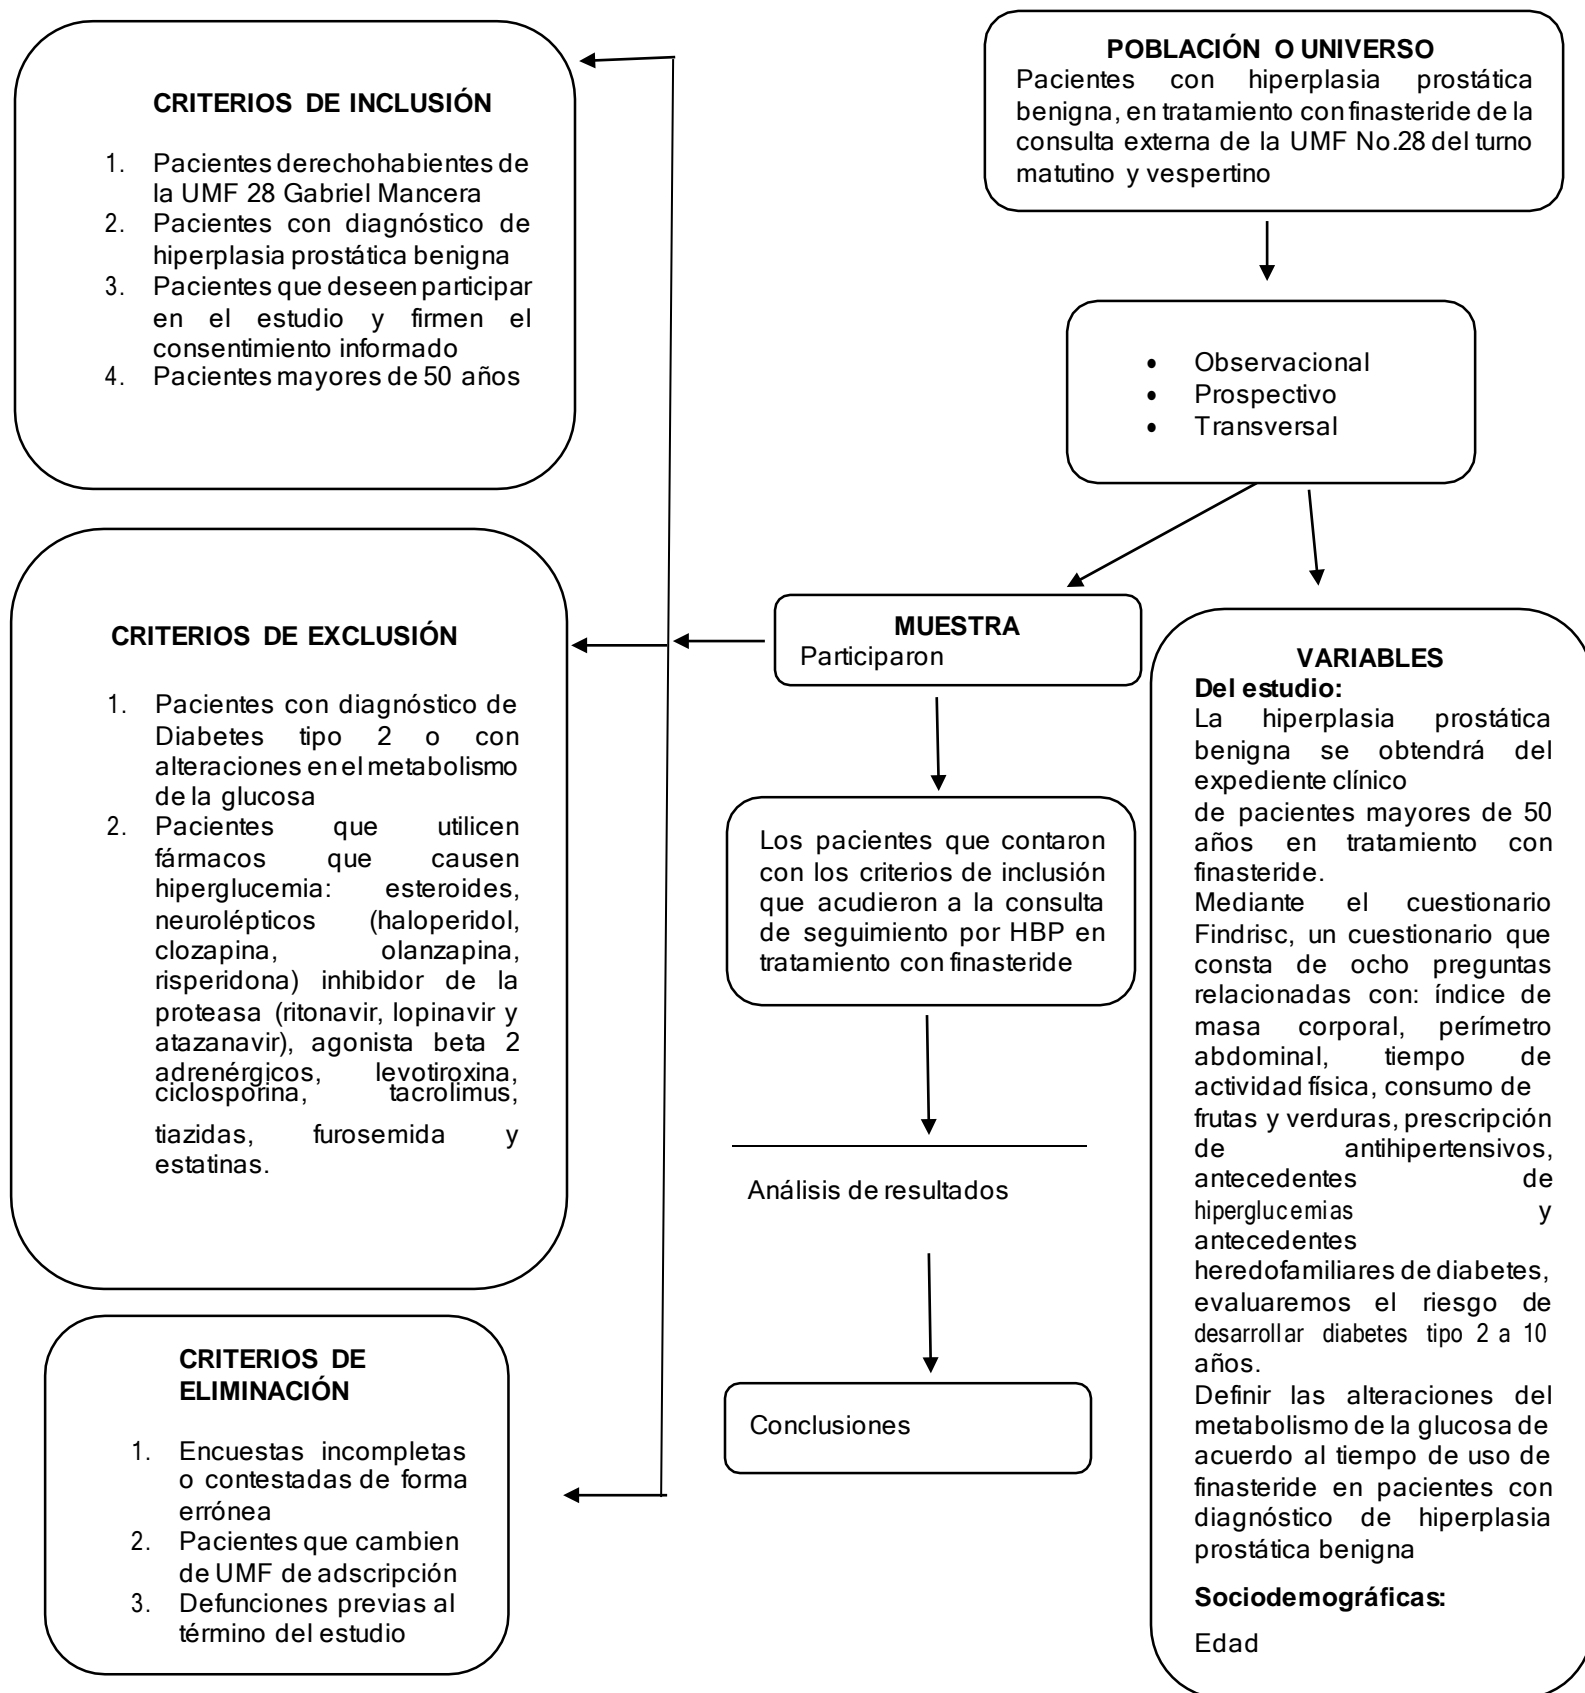 POBLACIÓN O UNIVERSO
Pacientes con hiperplasia prostática
benigna, en tratamiento con finasteride de la
consulta externa de la UMF No.28 del turno
matutino y vespertino
• Observacional
• Prospectivo
• Transversal
MUESTRA
Participaron
CRITERIOS DE INCLUSIÓN
1. Pacientes derechohabientes de
la UMF 28 Gabriel Mancera
2. Pacientes con diagnóstico de
hiperplasia prostática benigna
3. Pacientes que deseen participar
en el estudio y firmen el
consentimiento informado
4. Pacientes mayores de 50 años
CRITERIOS DE EXCLUSIÓN
1. Pacientes con diagnóstico de
Diabetes tipo 2 o con
alteraciones en el metabolismo
de la glucosa
2. Pacientes que utilicen
fármacos que causen
hiperglucemia: esteroides,
neurolépticos (haloperidol,
clozapina, olanzapina,
risperidona) inhibidor de la
proteasa (ritonavir, lopinavir y
atazanavir), agonista beta 2
adrenérgicos, levotiroxina,
ciclosporina, tacrolimus,
tiazidas, furosemida y
estatinas.
CRITERIOS DE
ELIMINACIÓN
1. Encuestas incompletas
o contestadas de forma
errónea
2. Pacientes que cambien
de UMF de adscripción
3. Defunciones previas al
término del estudio
Los pacientes que contaron
con los criterios de inclusión
que acudieron a la consulta
de seguimiento por HBP en
tratamiento con finasteride
Análisis de resultados
Conclusiones
VARIABLES
Del estudio:
La hiperplasia prostática
benigna se obtendrá del
expediente clínico
de pacientes mayores de 50
años en tratamiento con
finasteride.
Mediante el cuestionario
Findrisc, un cuestionario que
consta de ocho preguntas
relacionadas con: índice de
masa corporal, perímetro
abdominal, tiempo de
actividad física, consumo de
frutas y verduras, prescripción
de antihipertensivos,
antecedentes de
hiperglucemias y
antecedentes
heredofamiliares de diabetes,
evaluaremos el riesgo de
desarrollar diabetes tipo 2 a 10
años.
Definir las alteraciones del
metabolismo de la glucosa de
acuerdo al tiempo de uso de
finasteride en pacientes con
diagnóstico de hiperplasia
prostática benigna
Sociodemográficas:
Edad